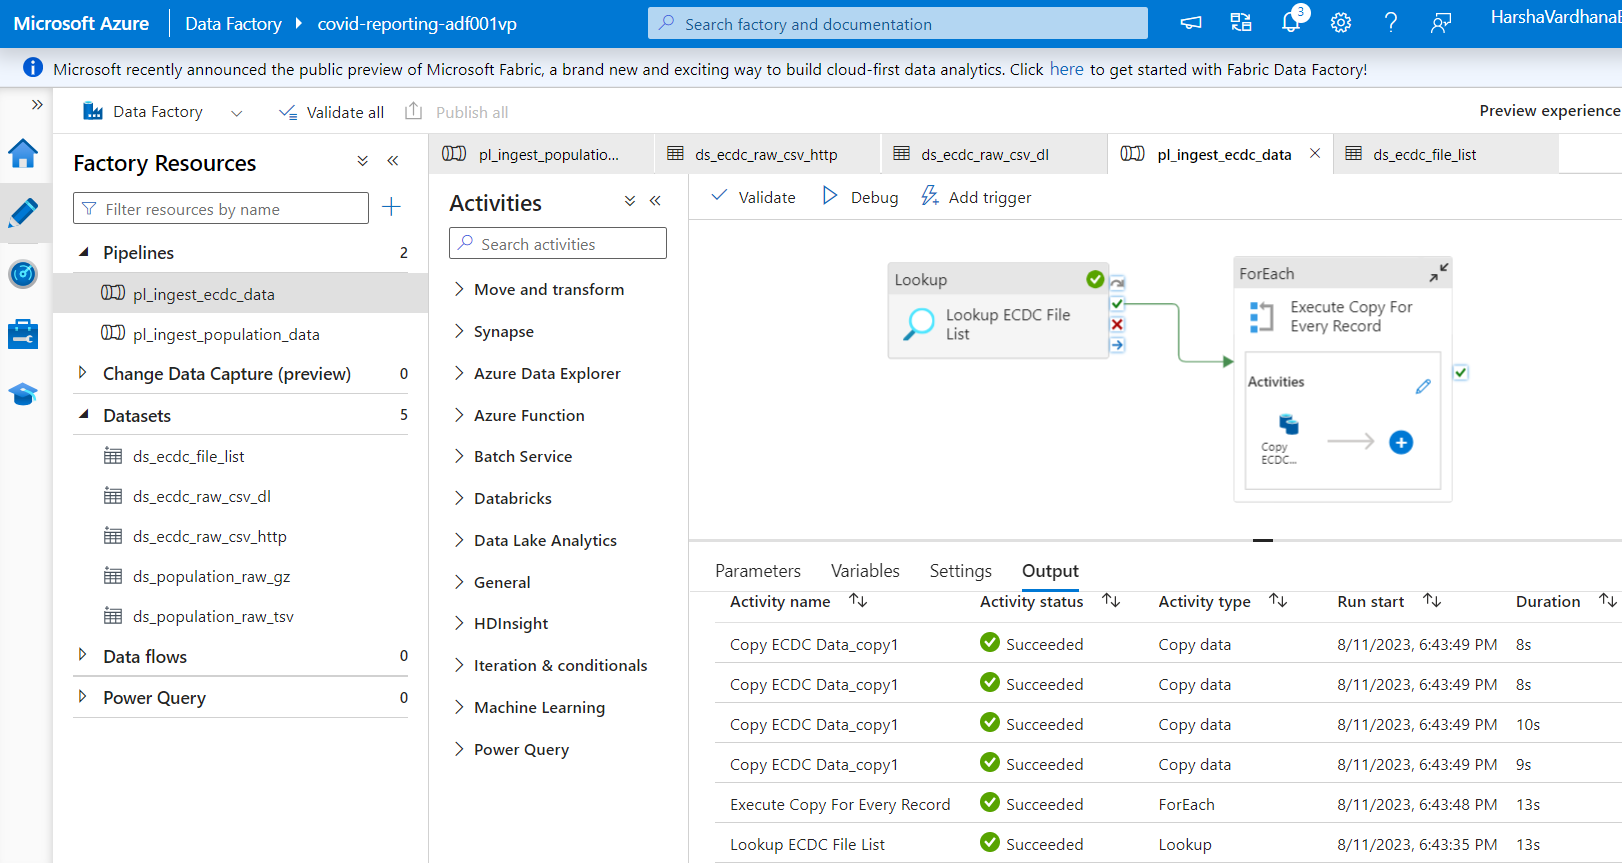 Microsoft Azure
Data Factory
covid-reporting-adf001vp
Search factory and documentation
3
HarshaVardhana
Microsoft recently announced the public preview of Microsoft Fabric, a brand new and exciting way to build cloud-first data analytics. Click here to get started with Fabric Data Factory!
Data Factory
Validate all
Publish all
Preview experience
Factory Resources
Filter resources by name
Pipelines 2
pl_ingest_ecdc_data
pl_ingest_population_data
Change Data Capture (preview) 0
Datasets 5
ds_ecdc_file_list
ds_ecdc_raw_csv_dl
ds_ecdc_raw_csv_http
ds_population_raw_gz
ds_population_raw_tsv
Data flows 0
Power Query 0
pl_ingest_populatio...
ds_ecdc_raw_csv_http
ds_ecdc_raw_csv_dl
pl_ingest_ecdc_data
ds_ecdc_file_list
Activities
Search activities
Move and transform
Synapse
Azure Data Explorer
Azure Function
Batch Service
Databricks
Data Lake Analytics
General
HDInsight
Iteration & conditionals
Machine Learning
Power Query
Validate
Debug
Add trigger
Lookup
Lookup ECDC File
List
ForEach
Execute Copy For
Every Record
Activities
Copy
ECDC...
Parameters Variables Settings Output
Activity name Activity status Activity type Run start Duration
Copy ECDC Data_copy1 Succeeded Copy data 8/11/2023, 6:43:49 PM 8s
Copy ECDC Data_copy1 Succeeded Copy data 8/11/2023, 6:43:49 PM 8s
Copy ECDC Data_copy1 Succeeded Copy data 8/11/2023, 6:43:49 PM 10s
Copy ECDC Data_copy1 Succeeded Copy data 8/11/2023, 6:43:49 PM 9s
Execute Copy For Every Record Succeeded ForEach 8/11/2023, 6:43:48 PM 13s
Lookup ECDC File List Succeeded Lookup 8/11/2023, 6:43:35 PM 13s